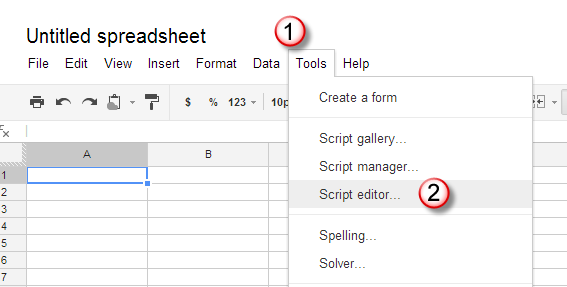 Untitled spreadsheet
1
File Edit View Insert Format Data Tools Help
$ % 123 10p
Create a form
fx
Script gallery...
A B
Script manager...
1
2
Script editor... 2
3
4
Spelling...
5
Solver...
6
7